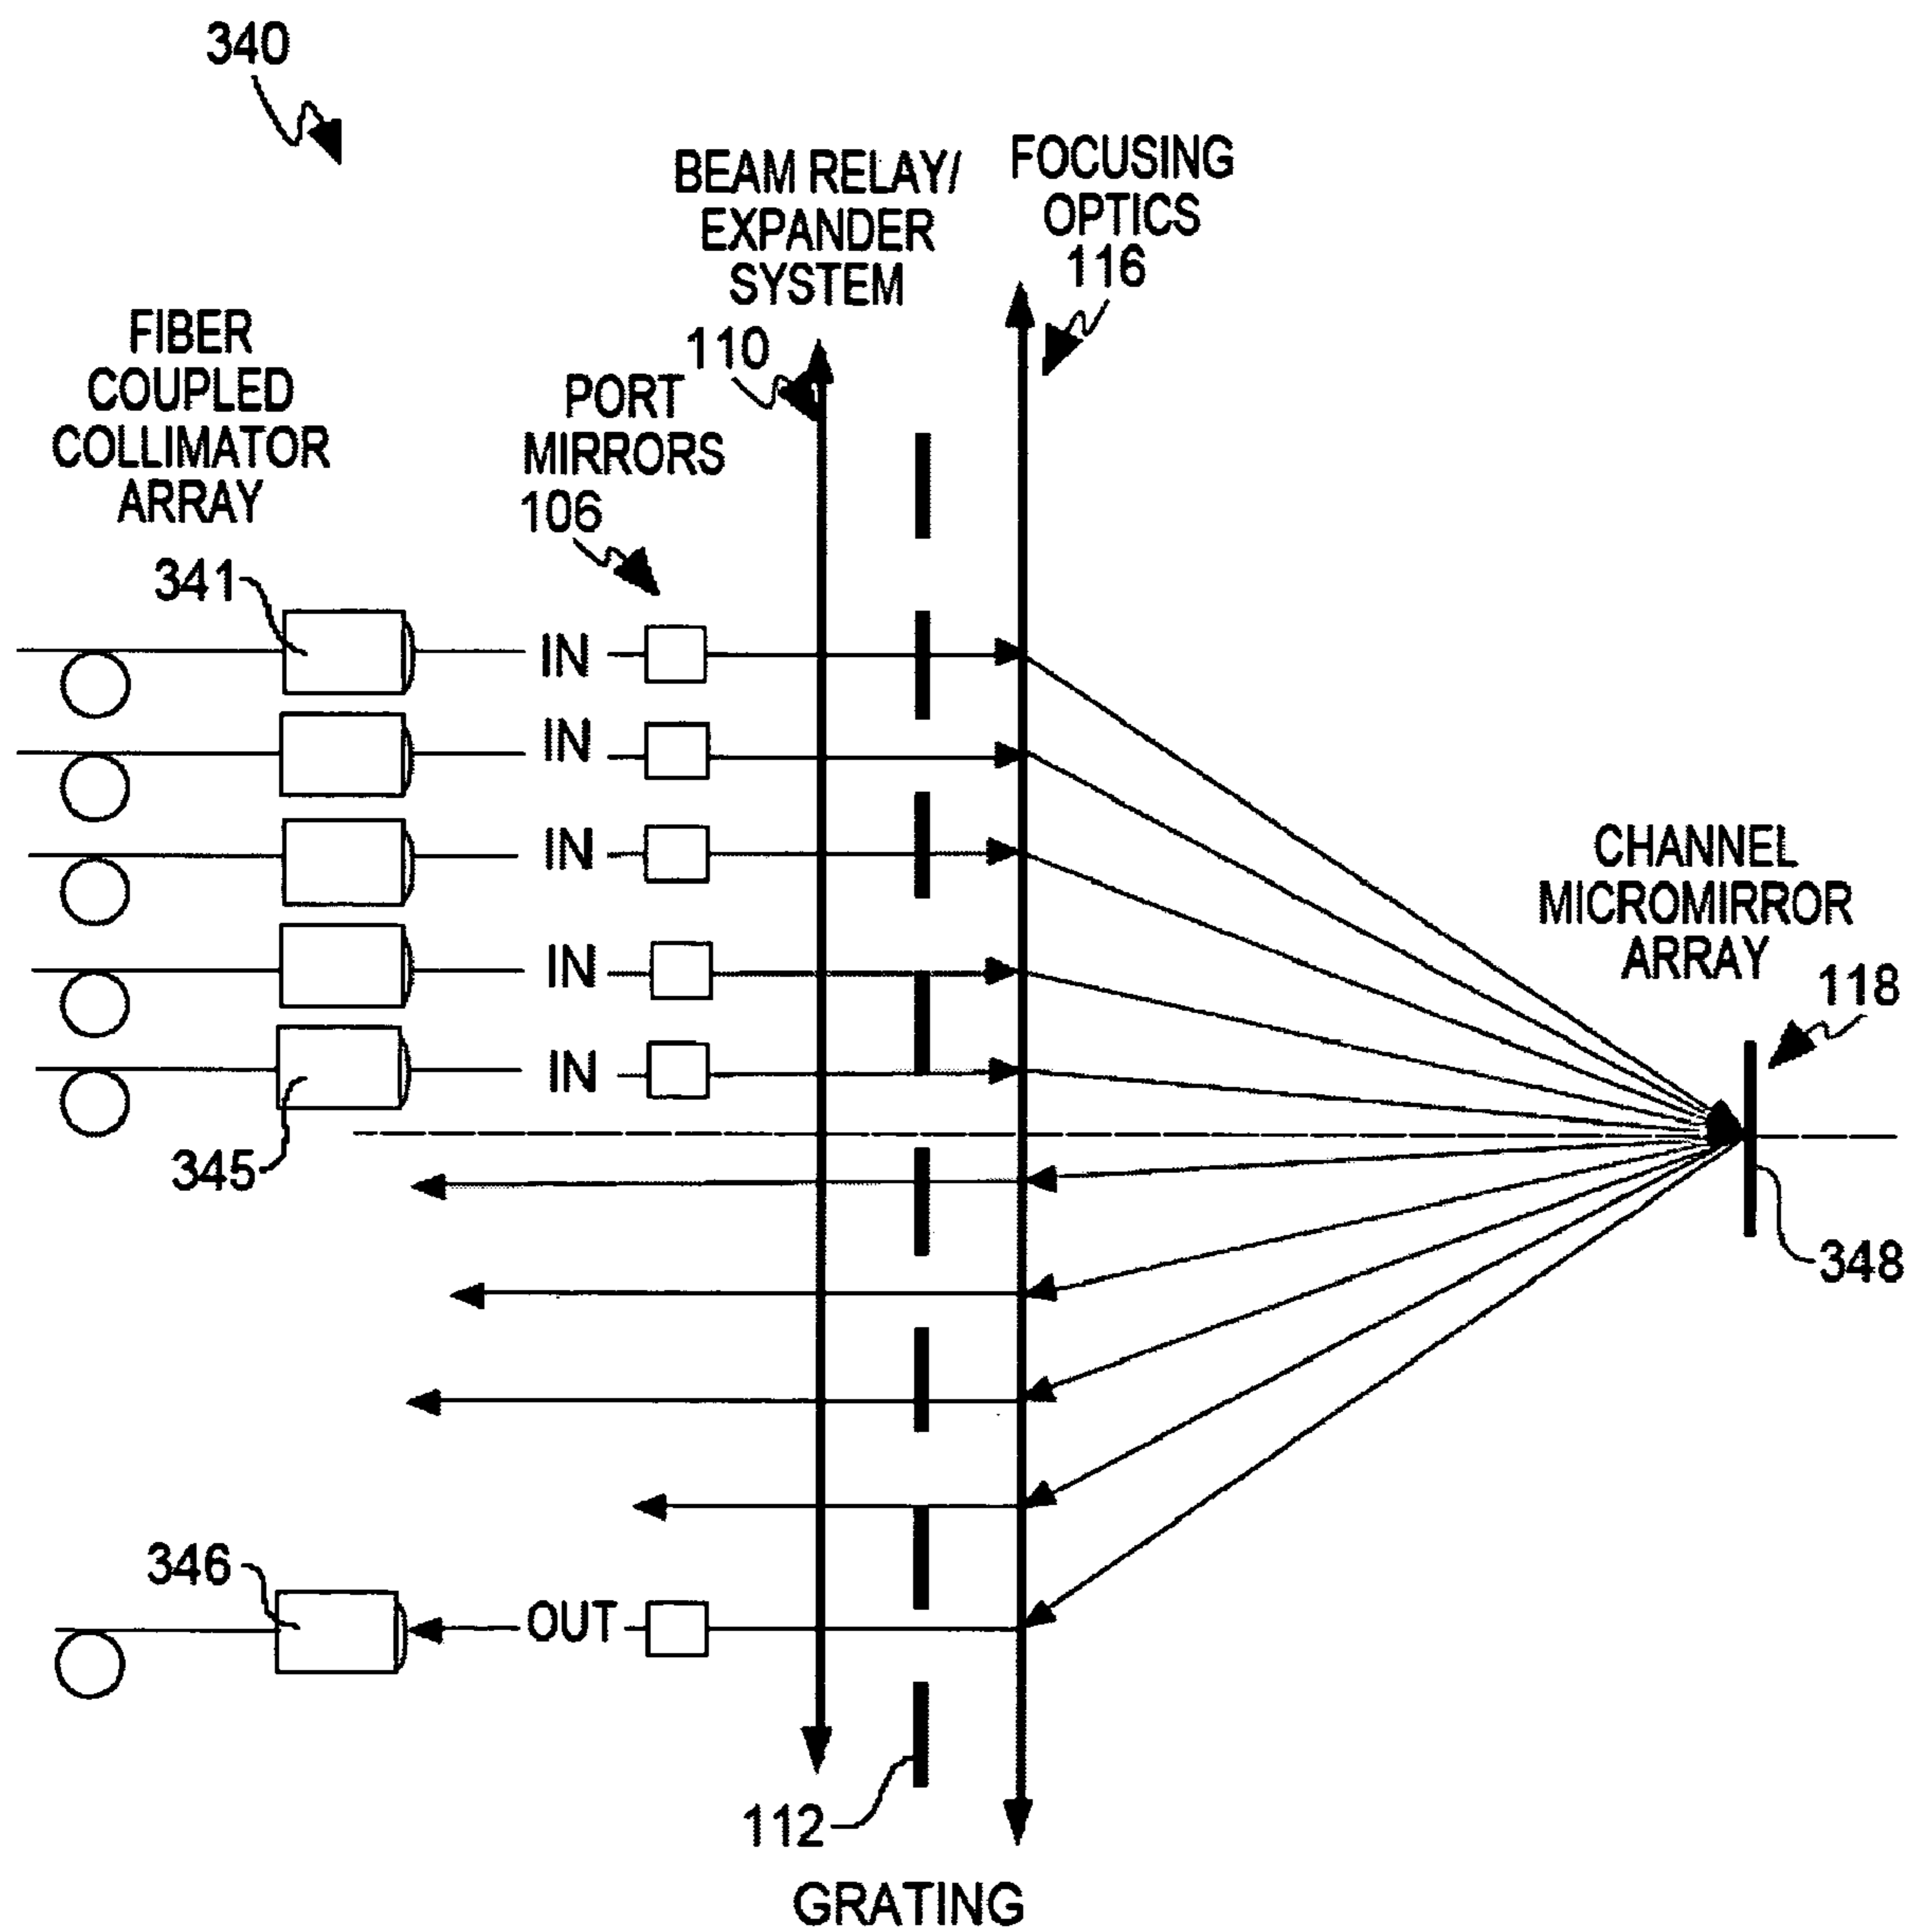 340
BEAM RELAY/
EXPANDER
SYSTEM
110
FOCUSING
OPTICS
116
FIBER
COUPLED
COLLIMATOR
ARRAY
PORT
MIRRORS
106
341
IN
IN
IN
IN
IN
345
CHANNEL
MICROMIRROR
ARRAY
118
348
346
OUT
112
GRATING